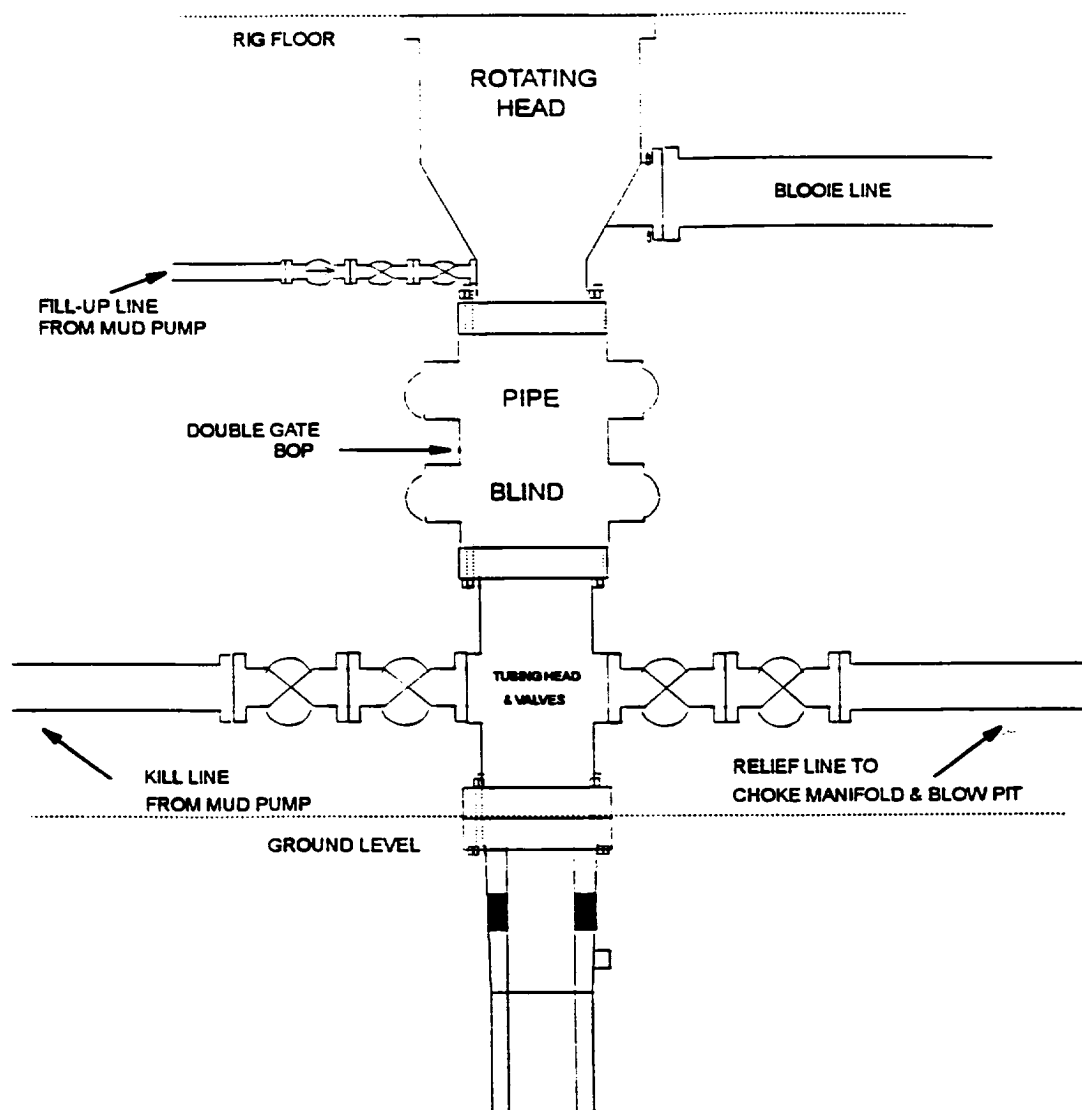 RIG FLOOR
ROTATING
HEAD
BLOOIE LINE
FILL-UP LINE
FROM MUD PUMP
PIPE
DOUBLE GATE
BOP
BLIND
TUBING HEAD
& VALVES
KILL LINE
FROM MUD PUMP
RELIEF LINE TO
CHOKE MANIFOLD & BLOW PIT
GROUND LEVEL